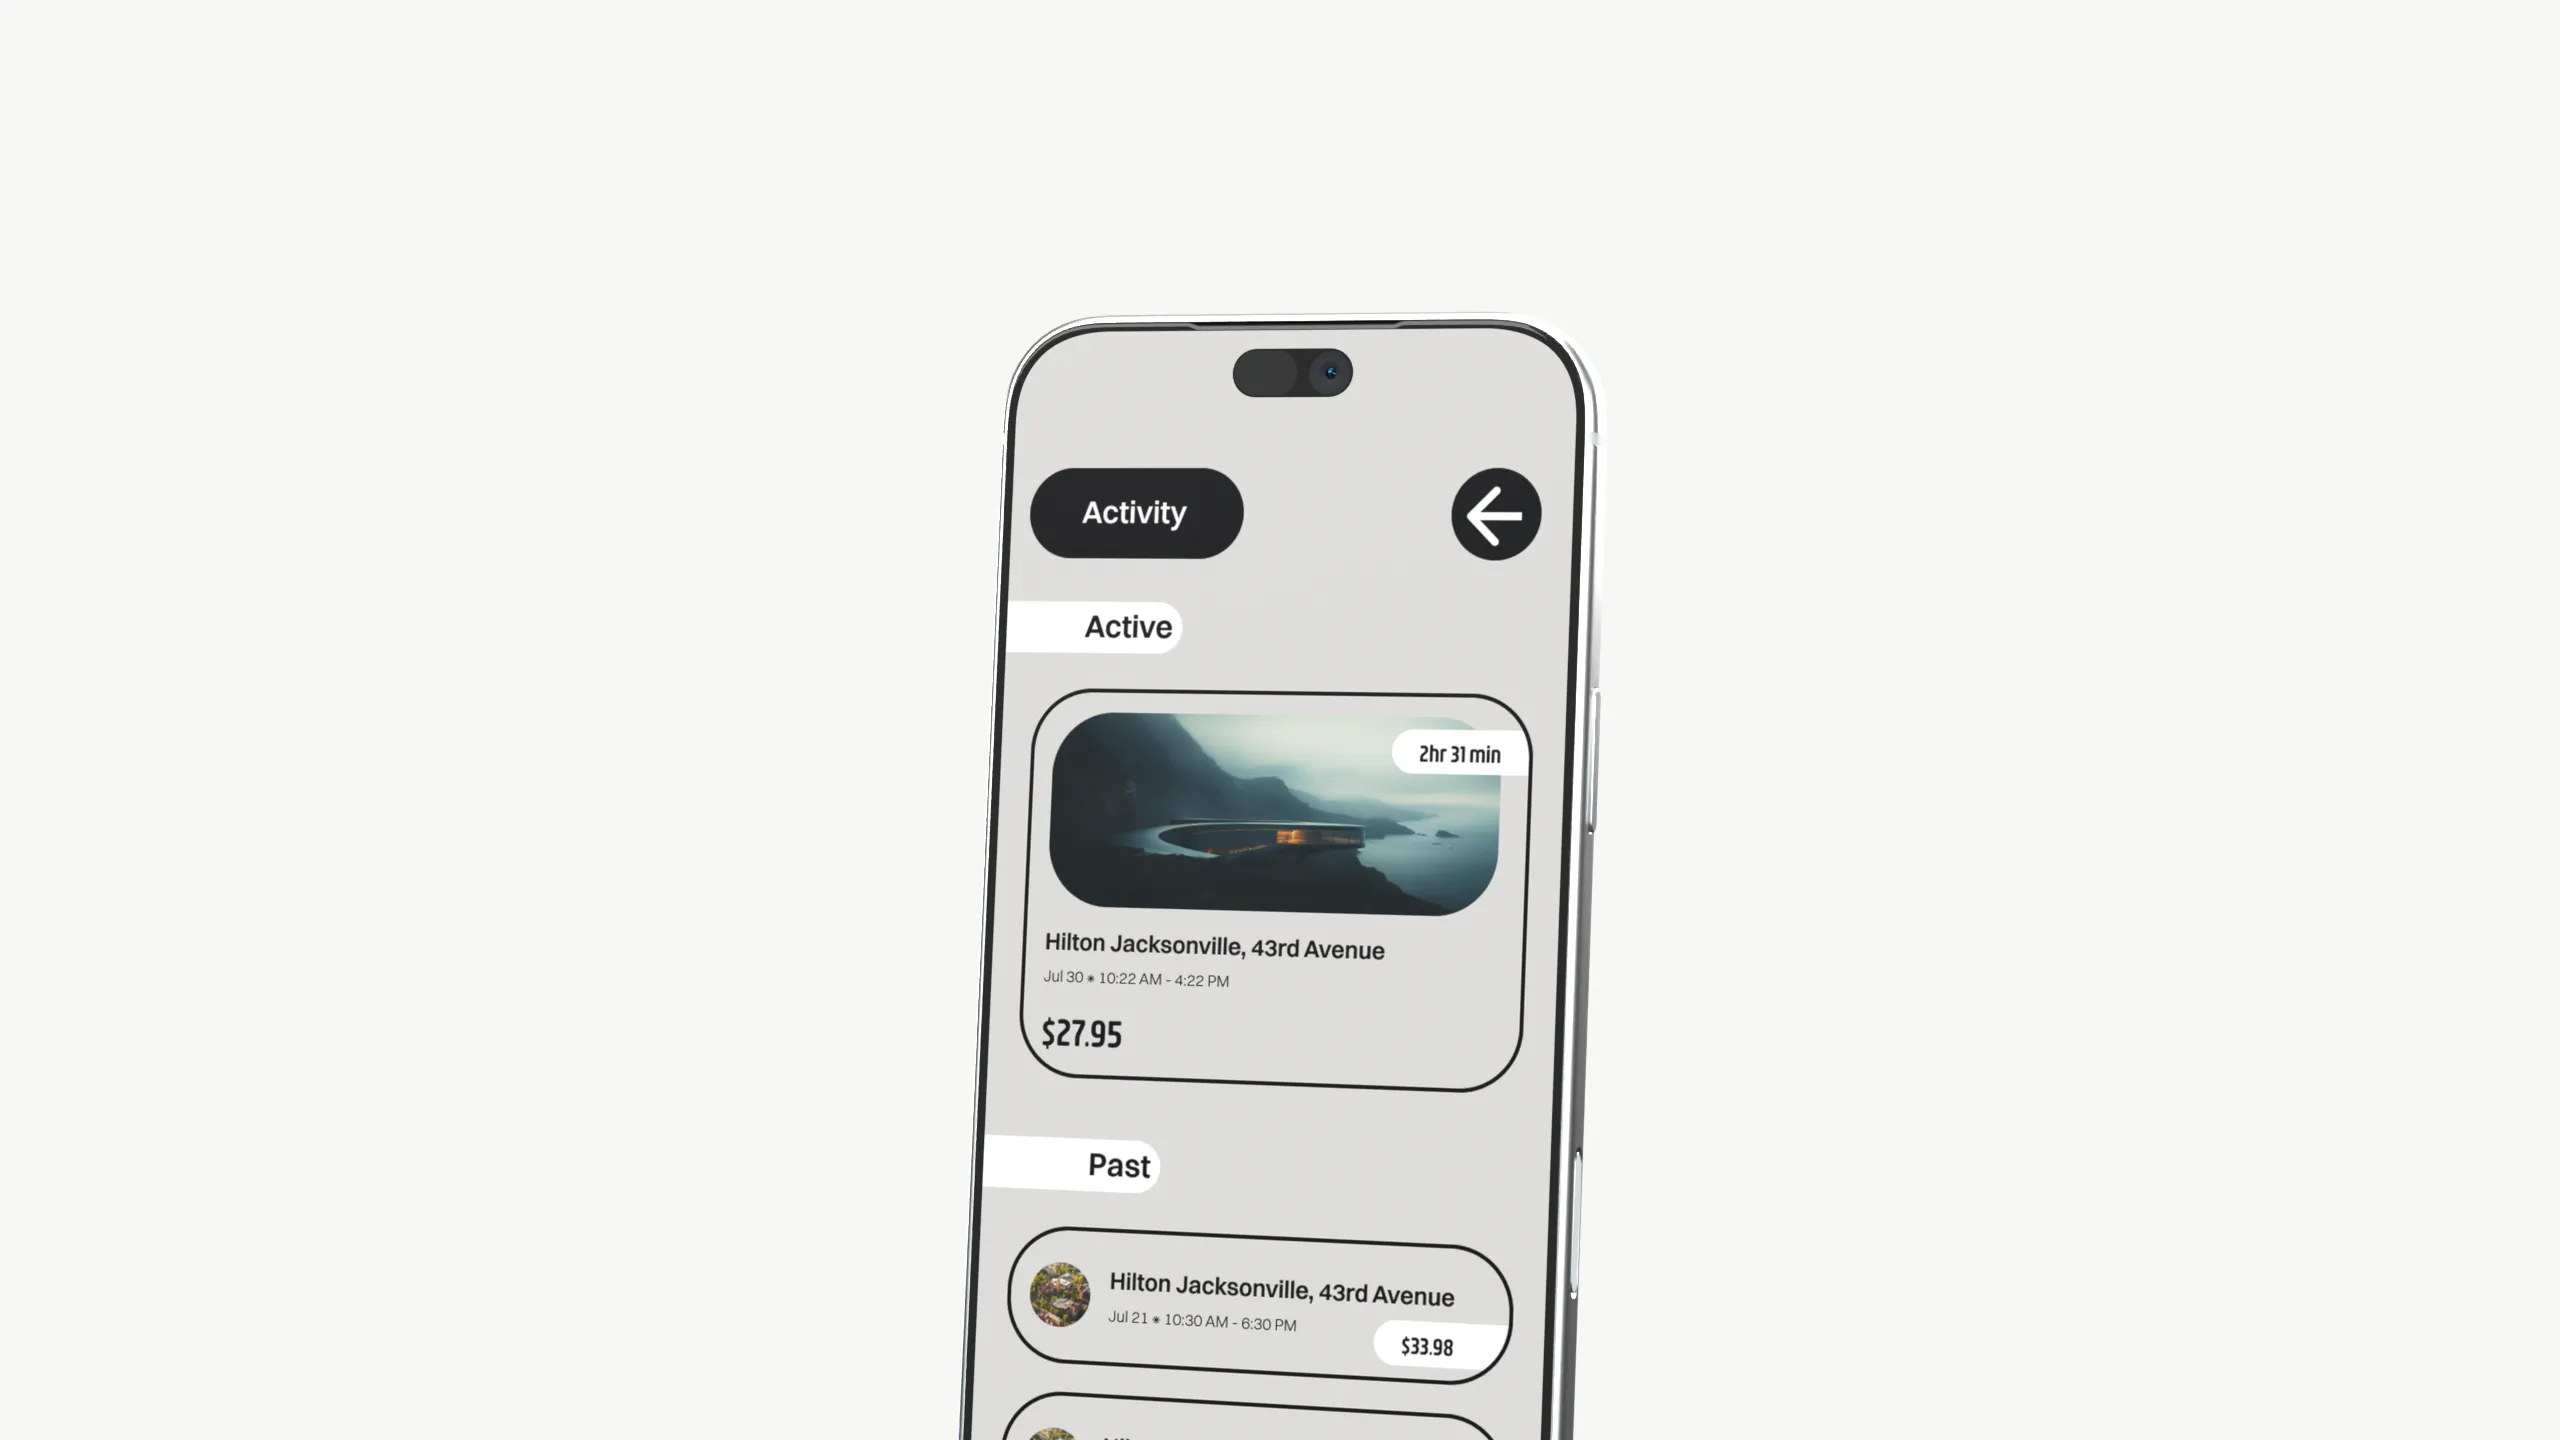 Activity
Active
2hr 31 min
Hilton Jacksonville, 43rd Avenue
Jul 30 * 10:22 AM - 4:22 PM
$27.95
Past
Hilton Jacksonville, 43rd Avenue
Jul 21 * 10:30 AM - 6:30 PM
$33.98